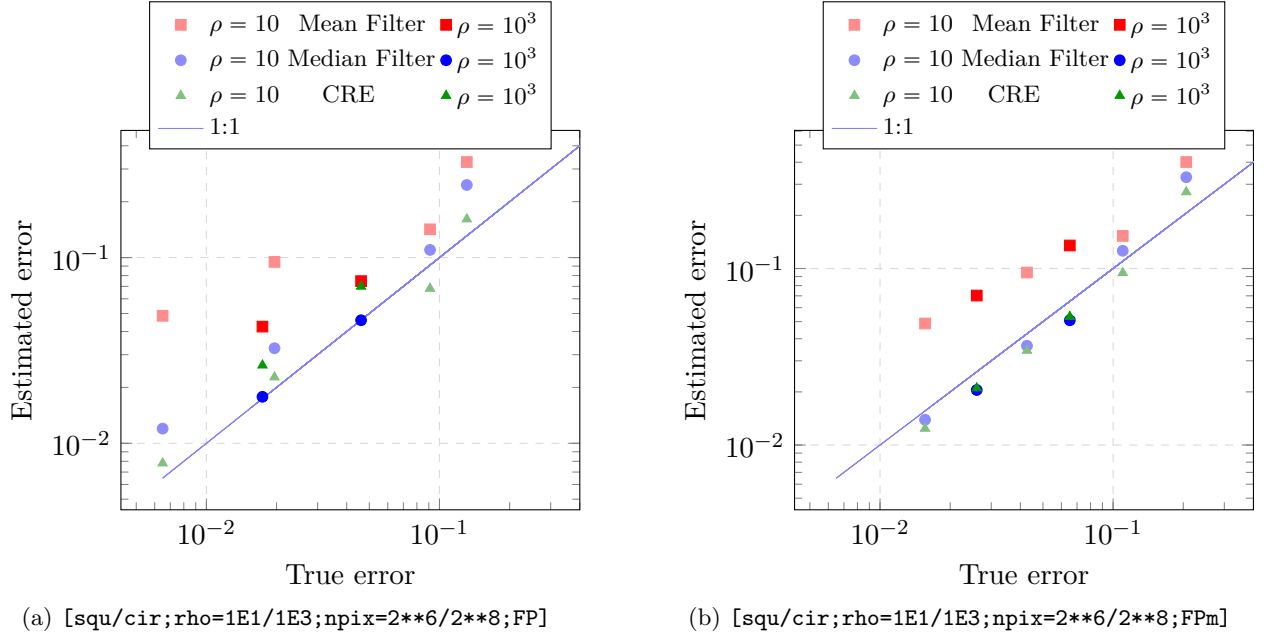 ρ = 10 Mean Filter ρ = 10³
ρ = 10 Median Filter ρ = 10³
ρ = 10 CRE ρ = 10³
1:1
10⁻¹
10⁻²
Estimated error
10⁻² 10⁻¹
True error
(a) [squ/cir;rho=1E1/1E3;npix=2**6/2**8;FP]
ρ = 10 Mean Filter ρ = 10³
ρ = 10 Median Filter ρ = 10³
ρ = 10 CRE ρ = 10³
1:1
10⁻¹
10⁻²
Estimated error
10⁻² 10⁻¹
True error
(b) [squ/cir;rho=1E1/1E3;npix=2**6/2**8;FPm]